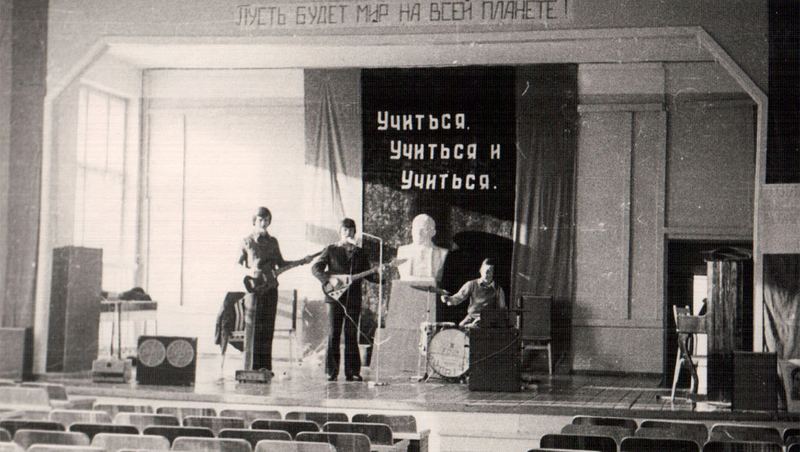 ПУСТЬ БУДЕТ МИР НА ВСЕЙ ПЛАНЕТЕ!
Учиться,
Учиться и
Учиться.